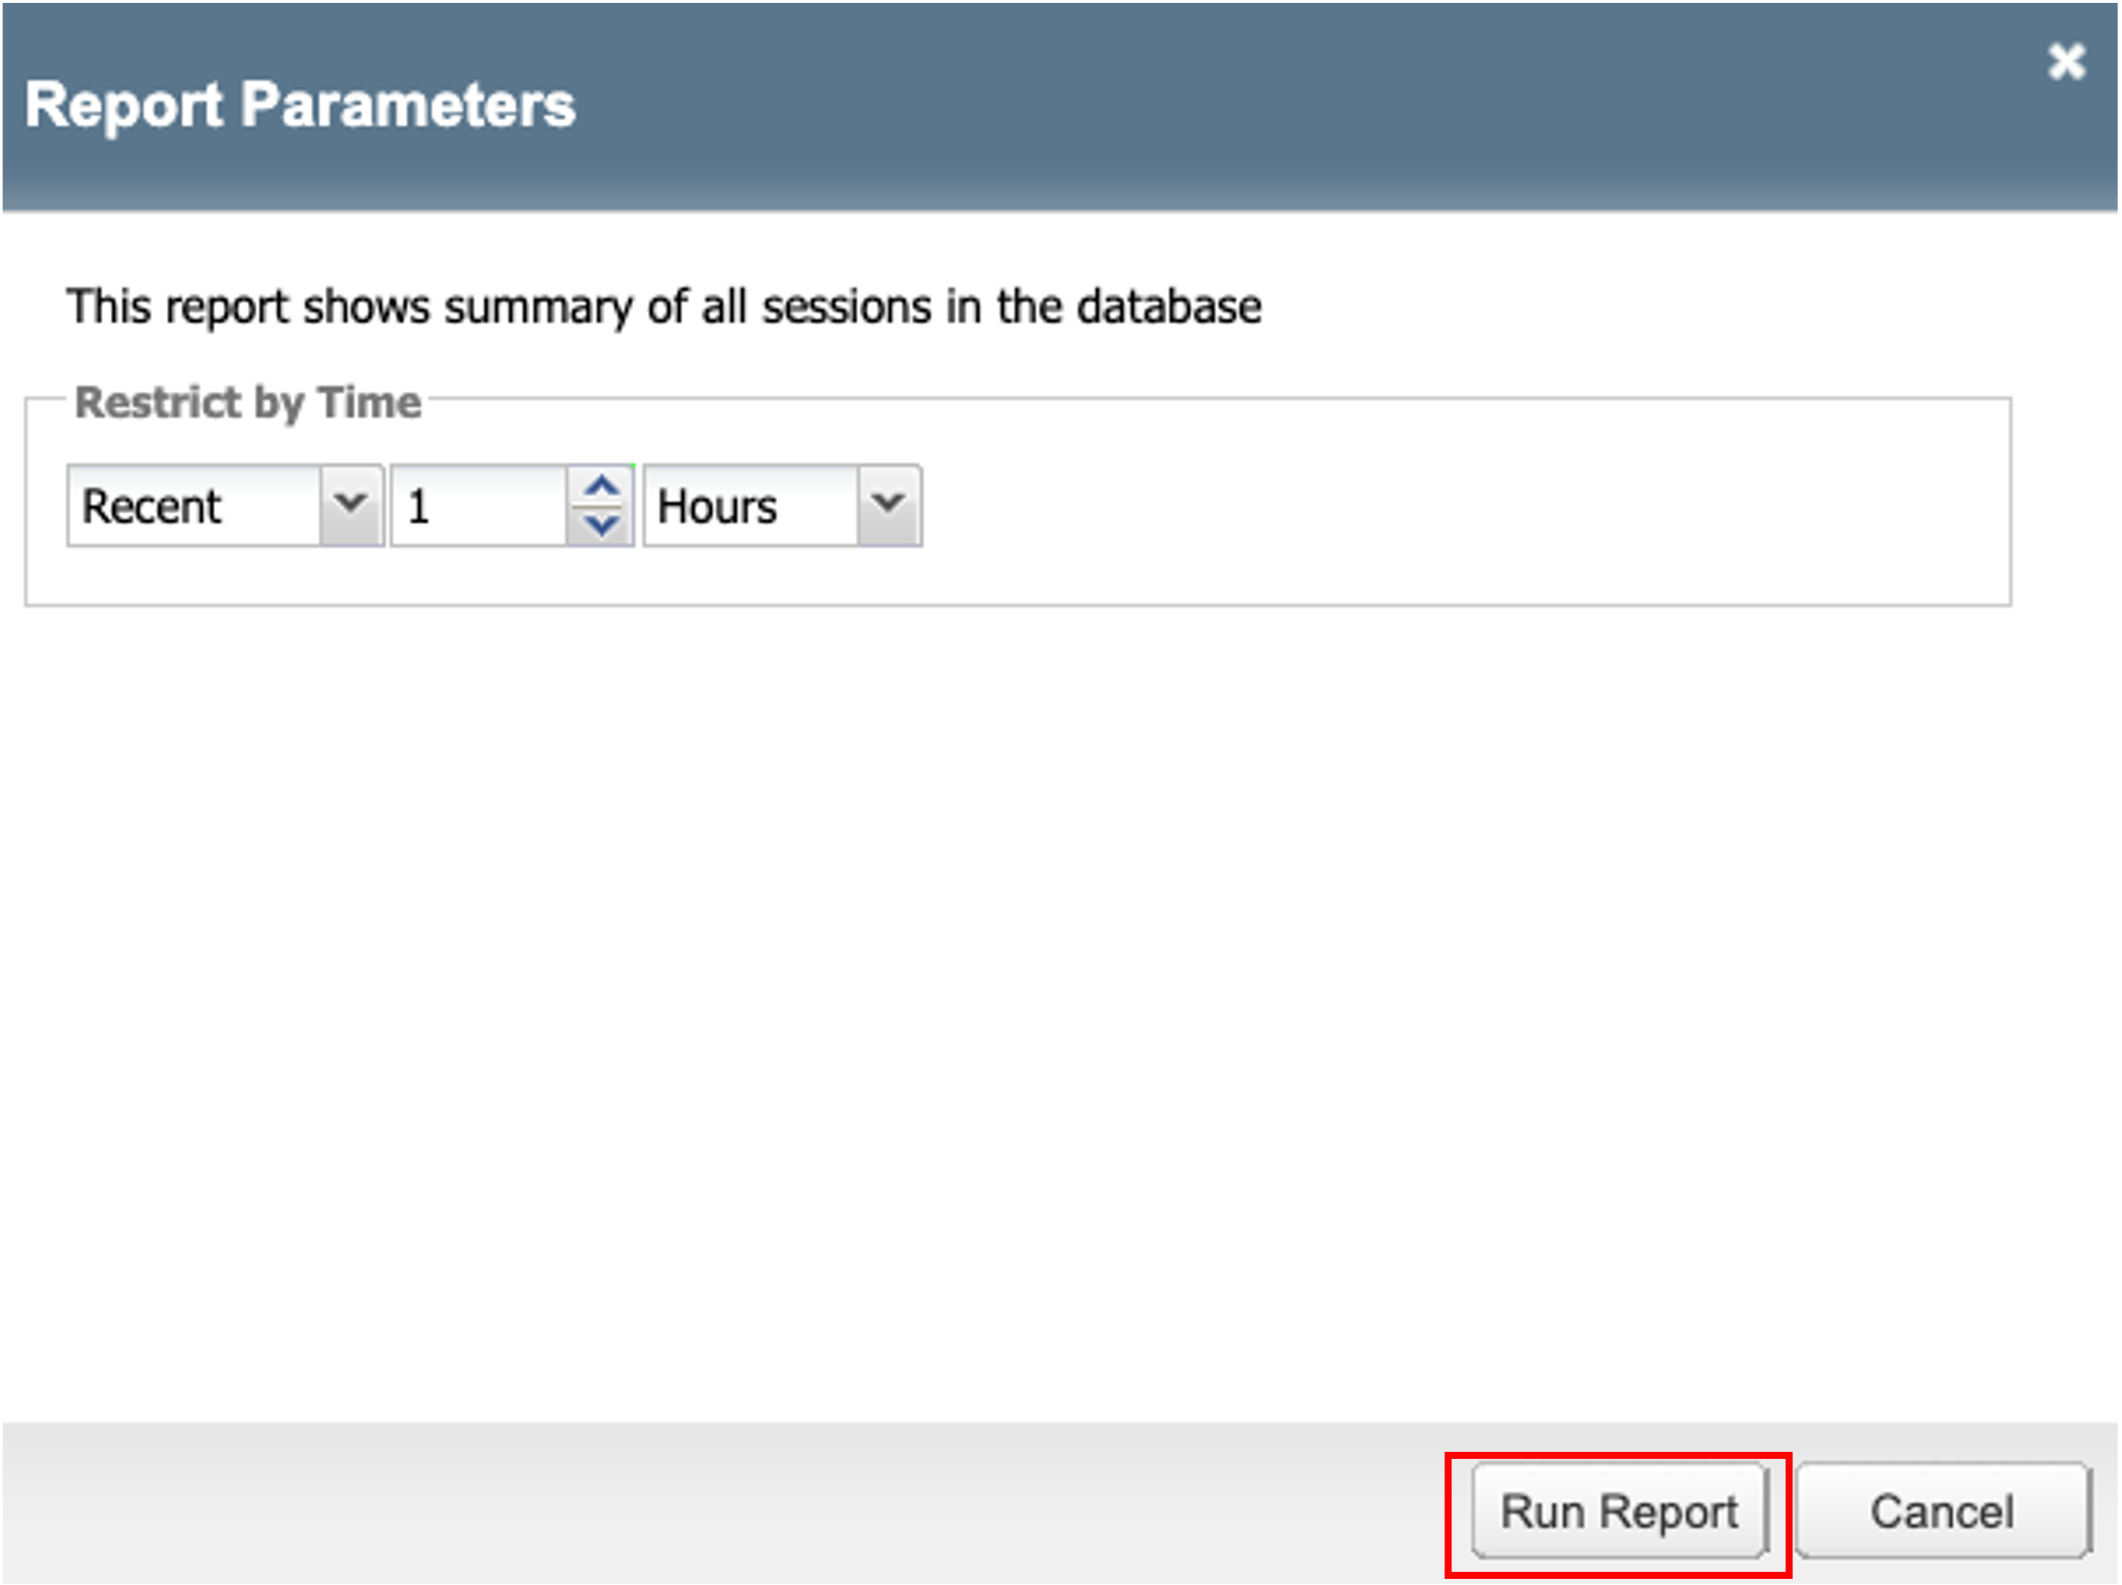 Report Parameters
This report shows summary of all sessions in the database
Restrict by Time
Recent 1 Hours
Run Report Cancel